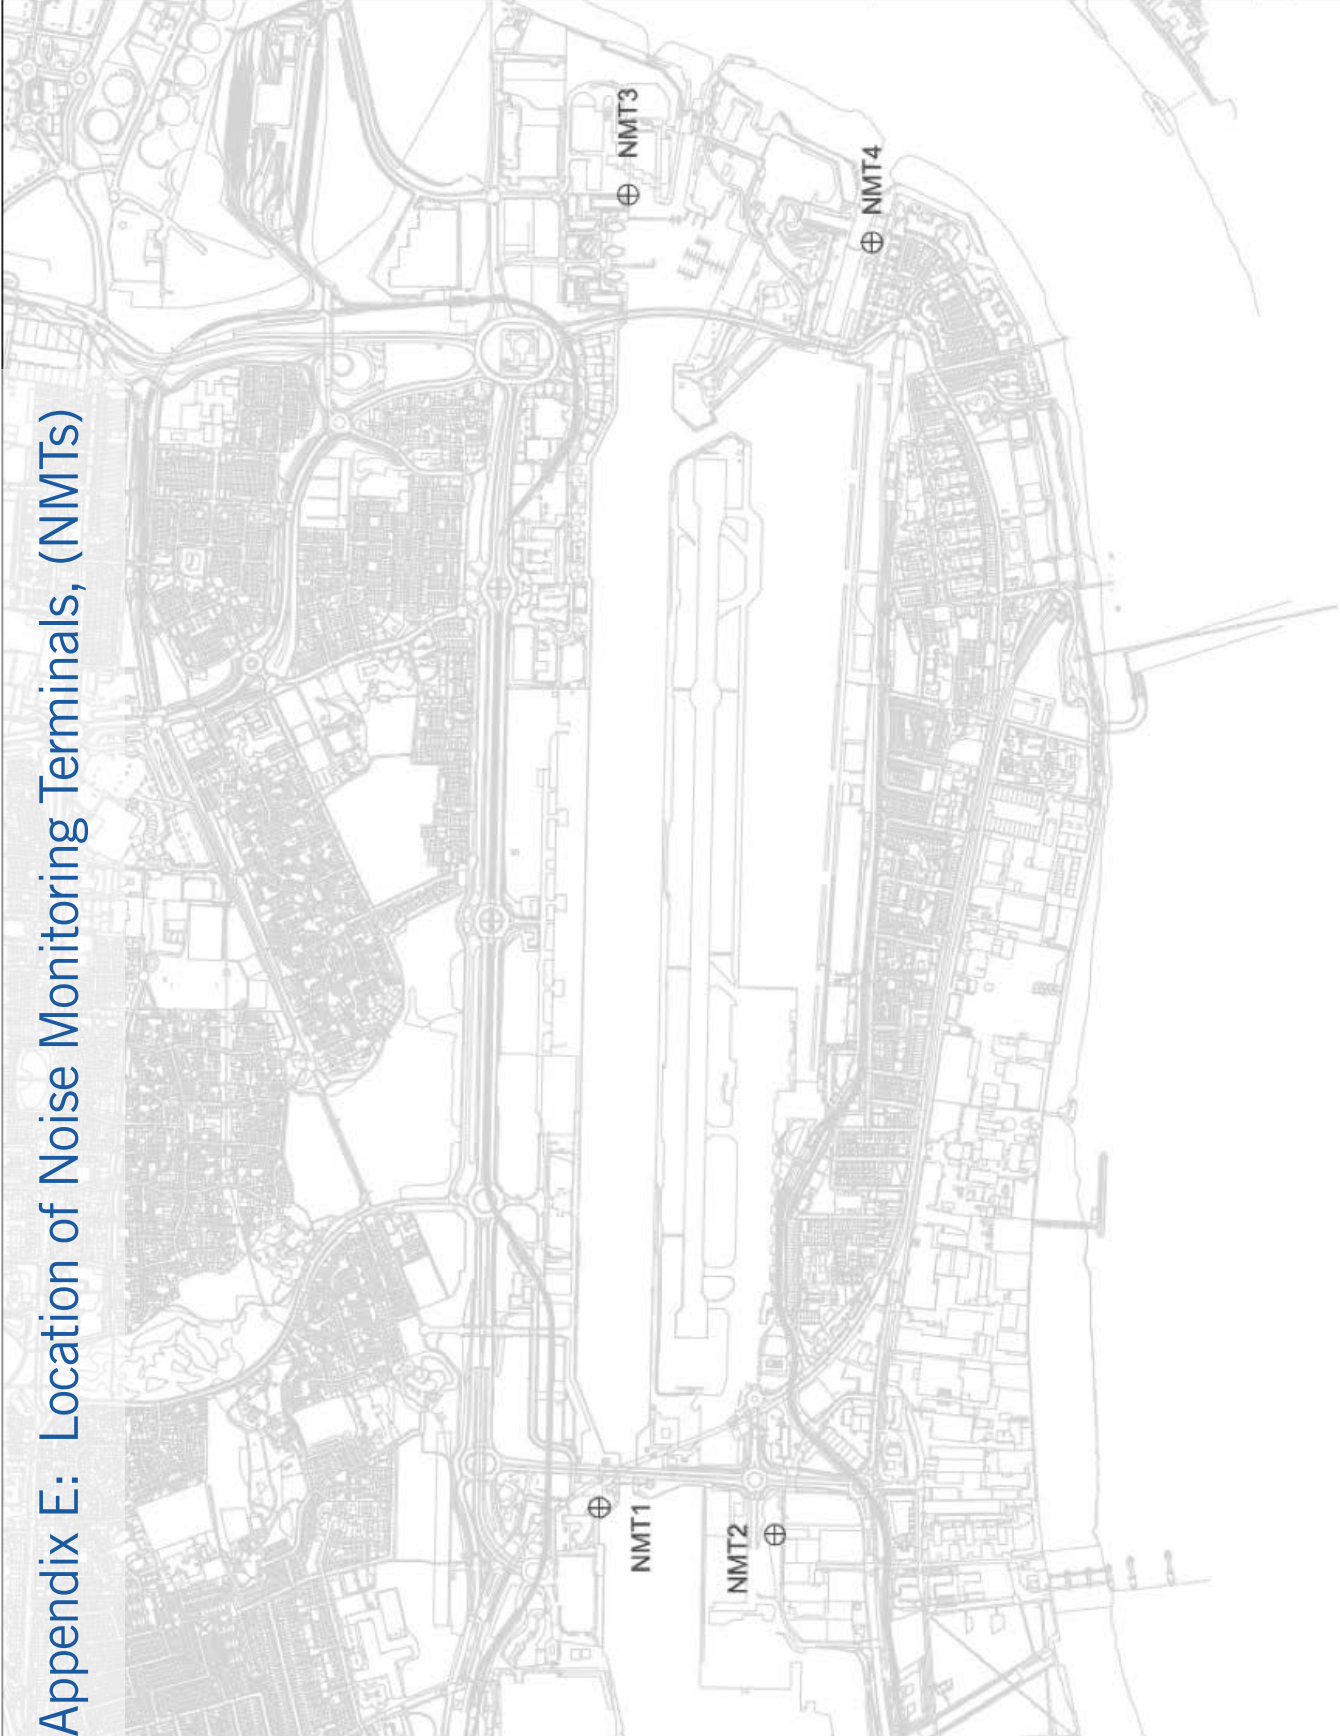 Appendix E: Location of Noise Monitoring Terminals, (NMTs)
NMT1
NMT2
NMT3
NMT4